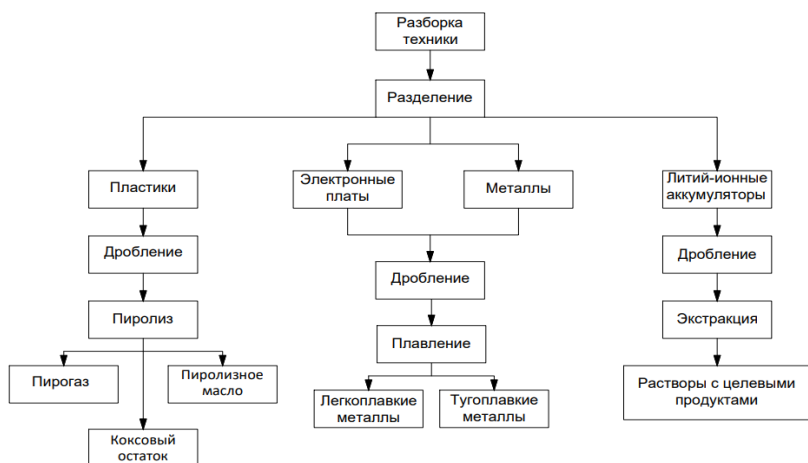 Разборка
техники
Разделение
Пластики
Электронные
платы
Металлы
Литий-ионные
аккумуляторы
Дробление
Дробление
Дробление
Пиролиз
Плавление
Экстракция
Пирогаз
Пиролизное
масло
Легкоплавкие
металлы
Тугоплавкие
металлы
Растворы с целевыми
продуктами
Коксовый
остаток